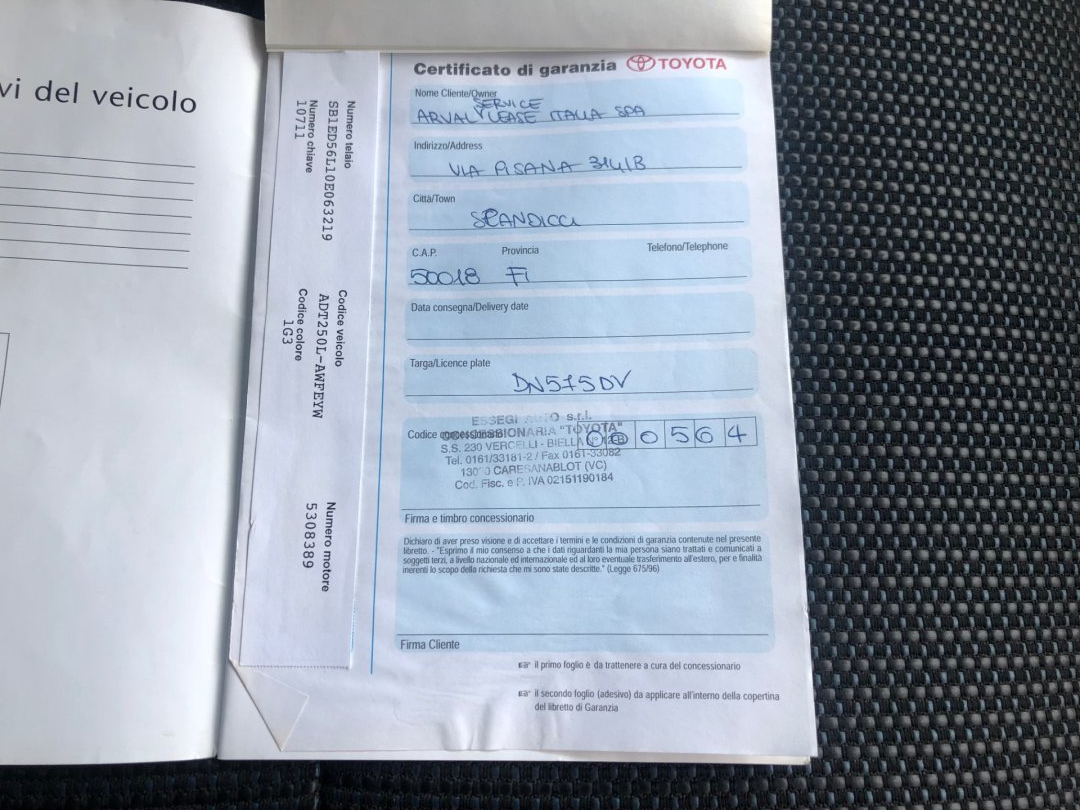 vi del veicolo
Numero telaio
SB1ED56L10E063219
Numero chiave
10711
Codice veicolo
ADT250L-AWFEYW
Codice colore
1G3
Numero motore
5308389
Certificato di garanzia TOYOTA
Nome Cliente/Owner
SERVICE
ARVAL LEASE ITALIA SPA
Indirizzo/Address
VIA PISANA 314/B
Città/Town
SCANDICCI
C.A.P. Provincia Telefono/Telephone
50018 FI
Data consegna/Delivery date
Targa/Licence plate
DN575DV
ESSEGI AUTO s.r.l.
CONCESSIONARIA "TOYOTA"
Codice concessionario 0564
S.S. 230 VERCELLI - BIELLA
Tel. 0161/33181-2 / Fax 0161-33082
CARESANABLOT (VC)
Cod. Fisc. e P. IVA 02151190184
Firma e timbro concessionario
Dichiaro di aver preso visione e di accettare i termini e le condizioni di garanzia contenute nel presente
libretto. - "Esprimo il mio consenso a che i dati riguardanti la mia persona siano trattati e comunicati a
soggetti terzi, a livello nazionale ed internazionale ed al loro eventuale trasferimento all'estero, per e finalità
inerenti lo scopo della richiesta che mi sono state descritte." (Legge 675/96)
Firma Cliente
il primo foglio è da trattenere a cura del concessionario
il secondo foglio (adesivo) da applicare all'interno della copertina
del libretto di Garanzia